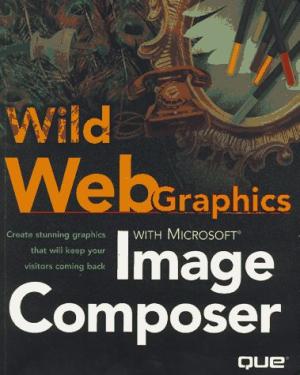 Wild
Web Graphics
Create stunning graphics
that will keep your
visitors coming back
WITH MICROSOFT®
Image
Composer
QUE®